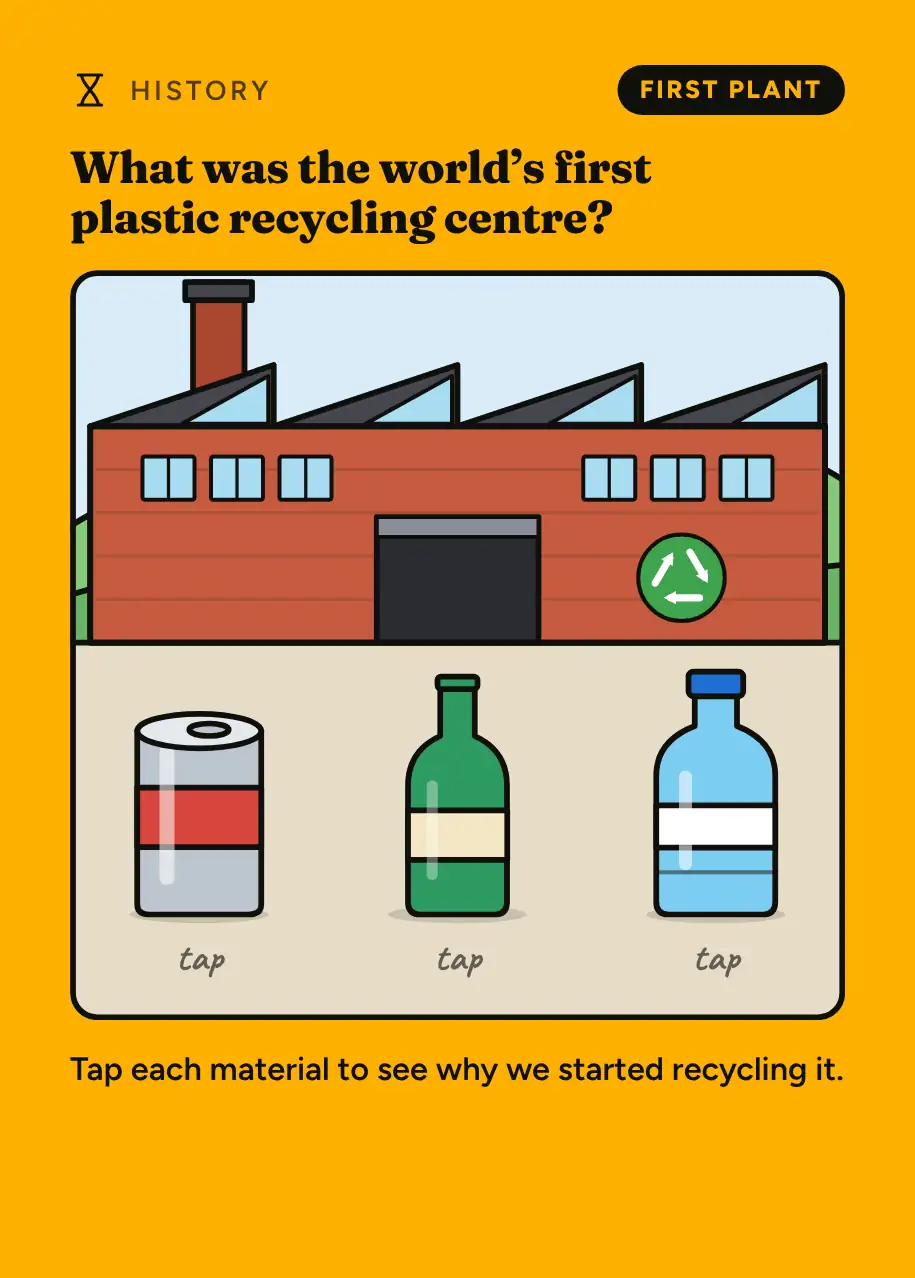 HISTORY
FIRST PLANT
What was the world’s first
plastic recycling centre?
tap
tap
tap
Tap each material to see why we started recycling it.